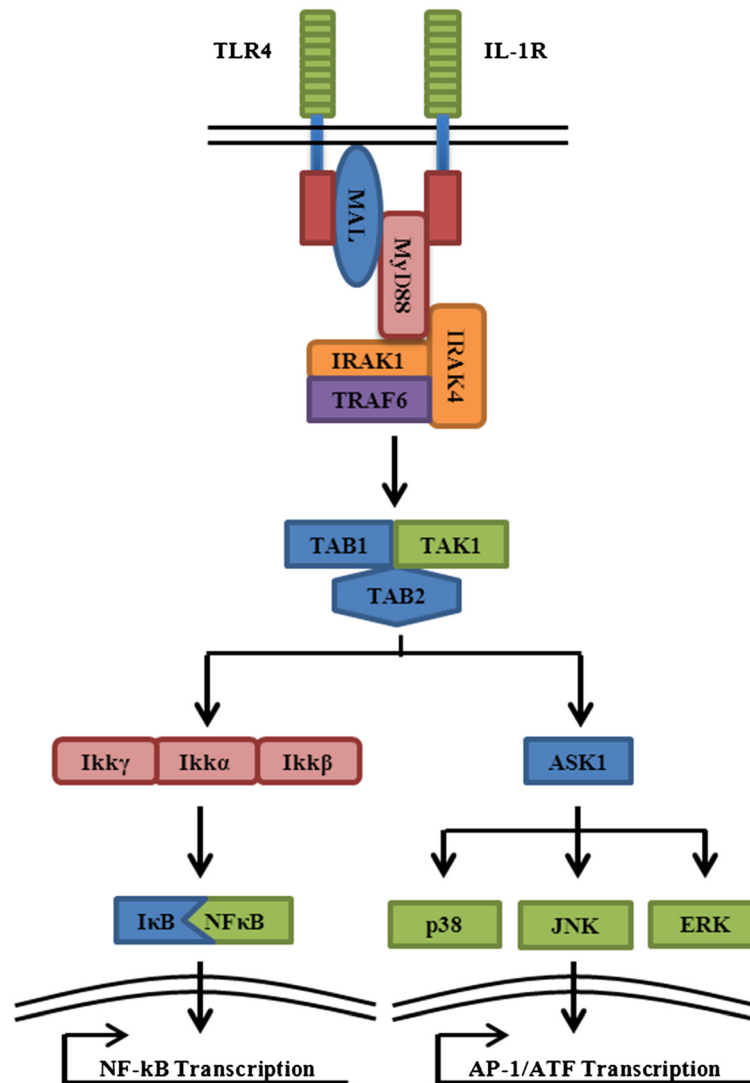 TLR4 IL-1R
MAL
MyD88
IRAK4
IRAK1
TRAF6
TAB1 TAK1
TAB2
Ikkγ Ikkα Ikkβ ASK1
IκB NFκB p38 JNK ERK
NF-kB Transcription AP-1/ATF Transcription